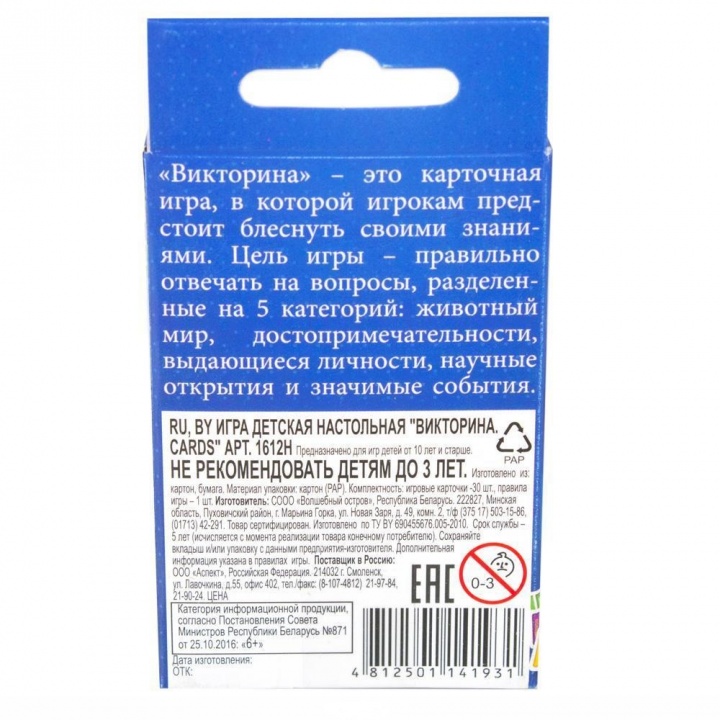 «Викторина» – это карточная
игра, в которой игрокам пред-
стоит блеснуть своими знани-
ями. Цель игры – правильно
отвечать на вопросы, разделен-
ные на 5 категорий: животный
мир, достопримечательности,
выдающиеся личности, научные
открытия и значимые события.
RU, BY ИГРА ДЕТСКАЯ НАСТОЛЬНАЯ "ВИКТОРИНА.
CARDS" АРТ. 1612Н Предназначено для игр детей от 10 лет и старше.
PAP
НЕ РЕКОМЕНДОВАТЬ ДЕТЯМ ДО 3 ЛЕТ. Изготовлено из:
картон, бумага. Материал упаковки: картон (PAP). Комплектность: игровые карточки -30 шт., правила
игры – 1 шт. Изготовитель: СООО «Волшебный остров», Республика Беларусь. 222827, Минская
область, Пуховичский район, г. Марьина Горка, ул. Новая Заря, д. 49, комн. 2, т/ф (375 17) 503-15-86,
(01713) 42-291. Товар сертифицирован. Изготовлено по ТУ BY 690455676.005-2010. Срок службы –
5 лет (исчисляется с момента реализации товара конечному потребителю). Сохраняйте
вкладыш и/или упаковку с данными предприятия-изготовителя. Дополнительная
информация указана в правилах игры. Поставщик в Россию:
ООО «Аспект», Российская Федерация. 214032 г. Смоленск,
ул. Лавочкина, д.55, офис 402, тел./факс: (8-107-4812) 21-97-84,
21-90-24. ЦЕНА
EAC
0-3
Категория информационной продукции,
согласно Постановления Совета
Министров Республики Беларусь №871
от 25.10.2016: «6+»
Дата изготовления:
ОТК:
4 812501 141931